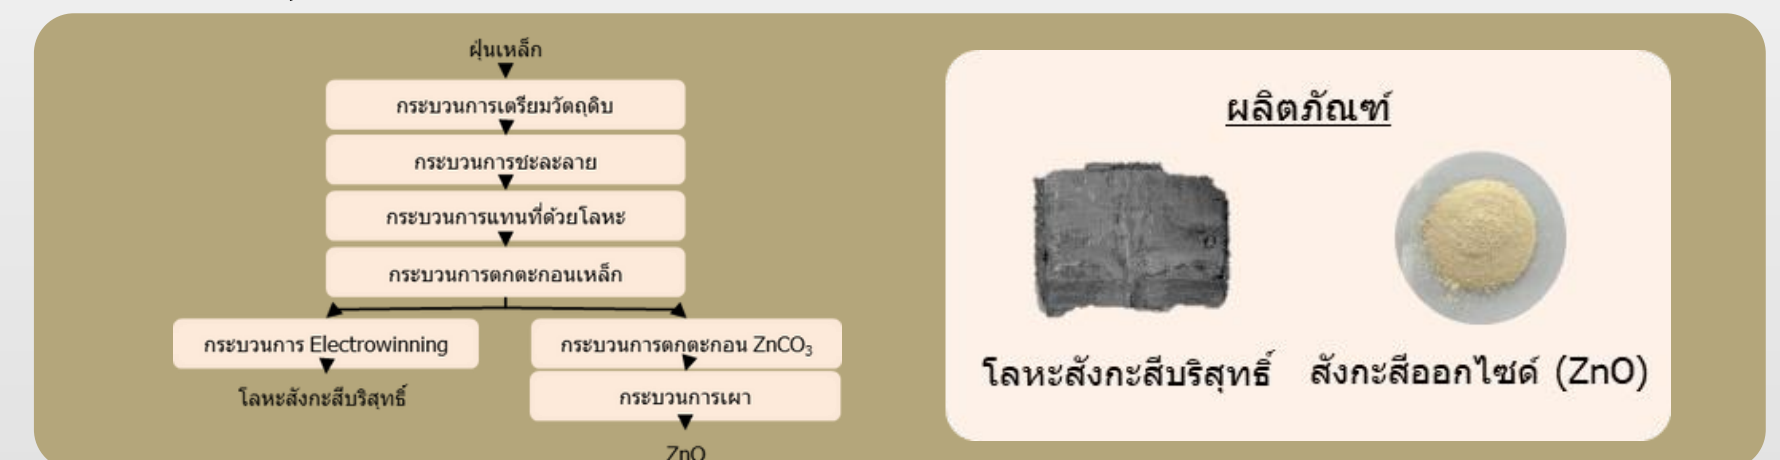 ฝุ่นเหล็ก
กระบวนการเตรียมวัตถุดิบ
กระบวนการชะละลาย
กระบวนการแทนที่ด้วยโลหะ
กระบวนการตกตะกอนเหล็ก
กระบวนการ Electrowinning
โลหะสังกะสีบริสุทธิ์
กระบวนการตกตะกอน ZnCO₃
กระบวนการเผา
ZnO
ผลิตภัณฑ์
โลหะสังกะสีบริสุทธิ์
สังกะสีออกไซด์ (ZnO)